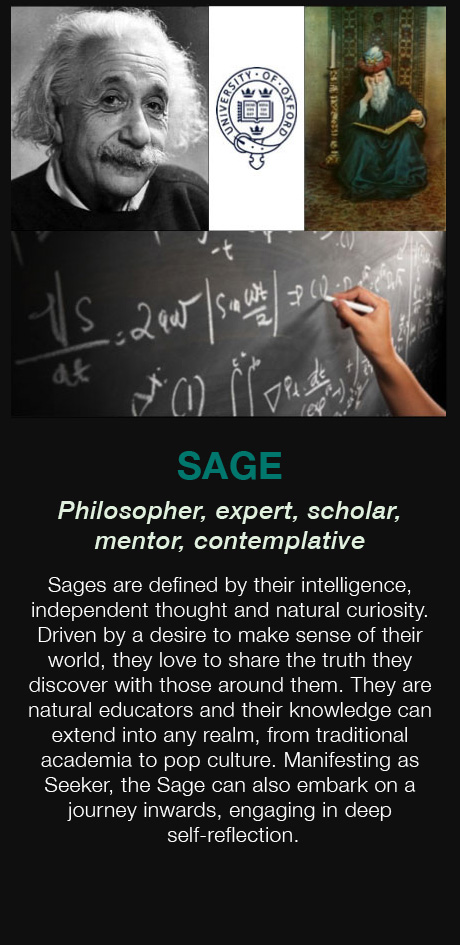 UNIVERSITY · OF · OXFORD
SAGE
Philosopher, expert, scholar,
mentor, contemplative
Sages are defined by their intelligence,
independent thought and natural curiosity.
Driven by a desire to make sense of their
world, they love to share the truth they
discover with those around them. They are
natural educators and their knowledge can
extend into any realm, from traditional
academia to pop culture. Manifesting as
Seeker, the Sage can also embark on a
journey inwards, engaging in deep
self-reflection.